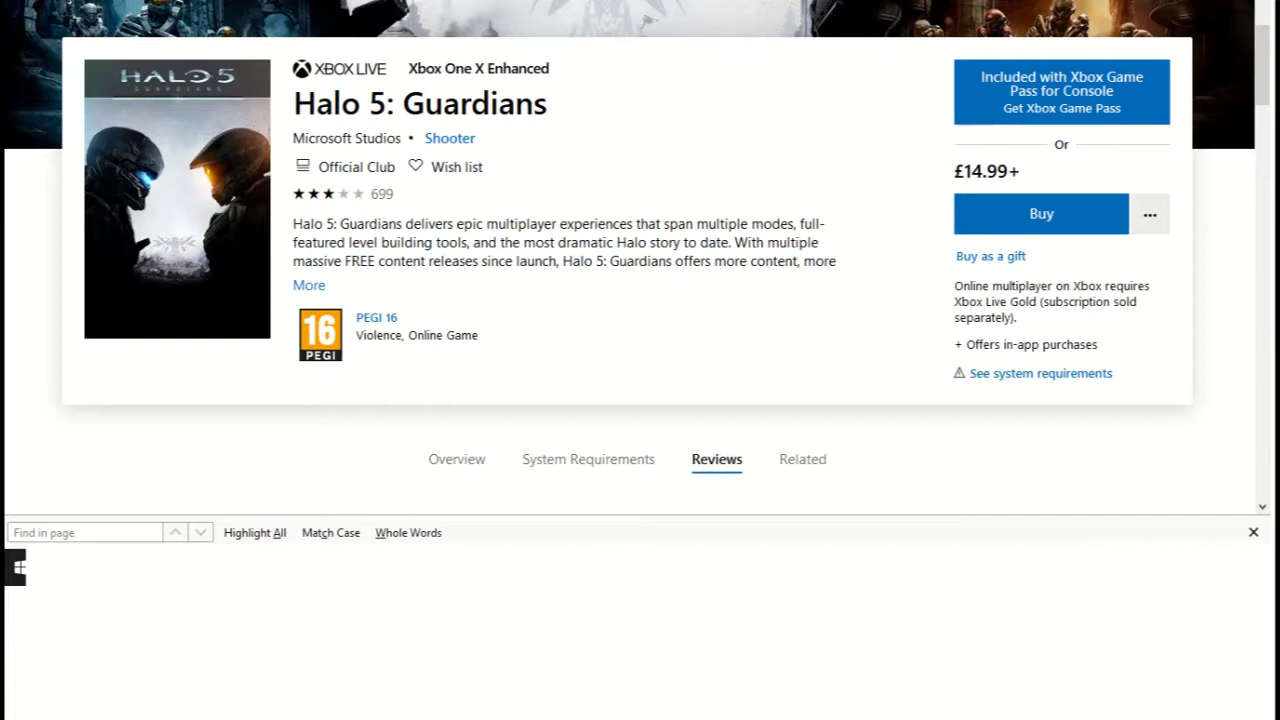 HALO 5
GUARDIANS
XBOX LIVE Xbox One X Enhanced
Halo 5: Guardians
Microsoft Studios • Shooter
Official Club Wish list
699
Halo 5: Guardians delivers epic multiplayer experiences that span multiple modes, full-
featured level building tools, and the most dramatic Halo story to date. With multiple
massive FREE content releases since launch, Halo 5: Guardians offers more content, more
More
16
PEGI
PEGI 16
Violence, Online Game
Included with Xbox Game
Pass for Console
Get Xbox Game Pass
Or
£14.99+
Buy
...
Buy as a gift
Online multiplayer on Xbox requires
Xbox Live Gold (subscription sold
separately).
+ Offers in-app purchases
See system requirements
Overview System Requirements Reviews Related
Find in page Highlight All Match Case Whole Words